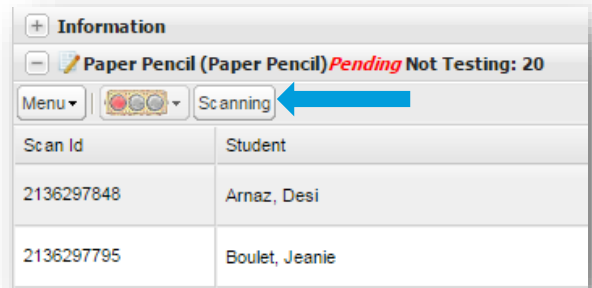 Information
Paper Pencil (Paper Pencil)Pending Not Testing: 20
Menu Scanning
Scan Id Student
2136297848 Arnaz, Desi
2136297795 Boulet, Jeanie